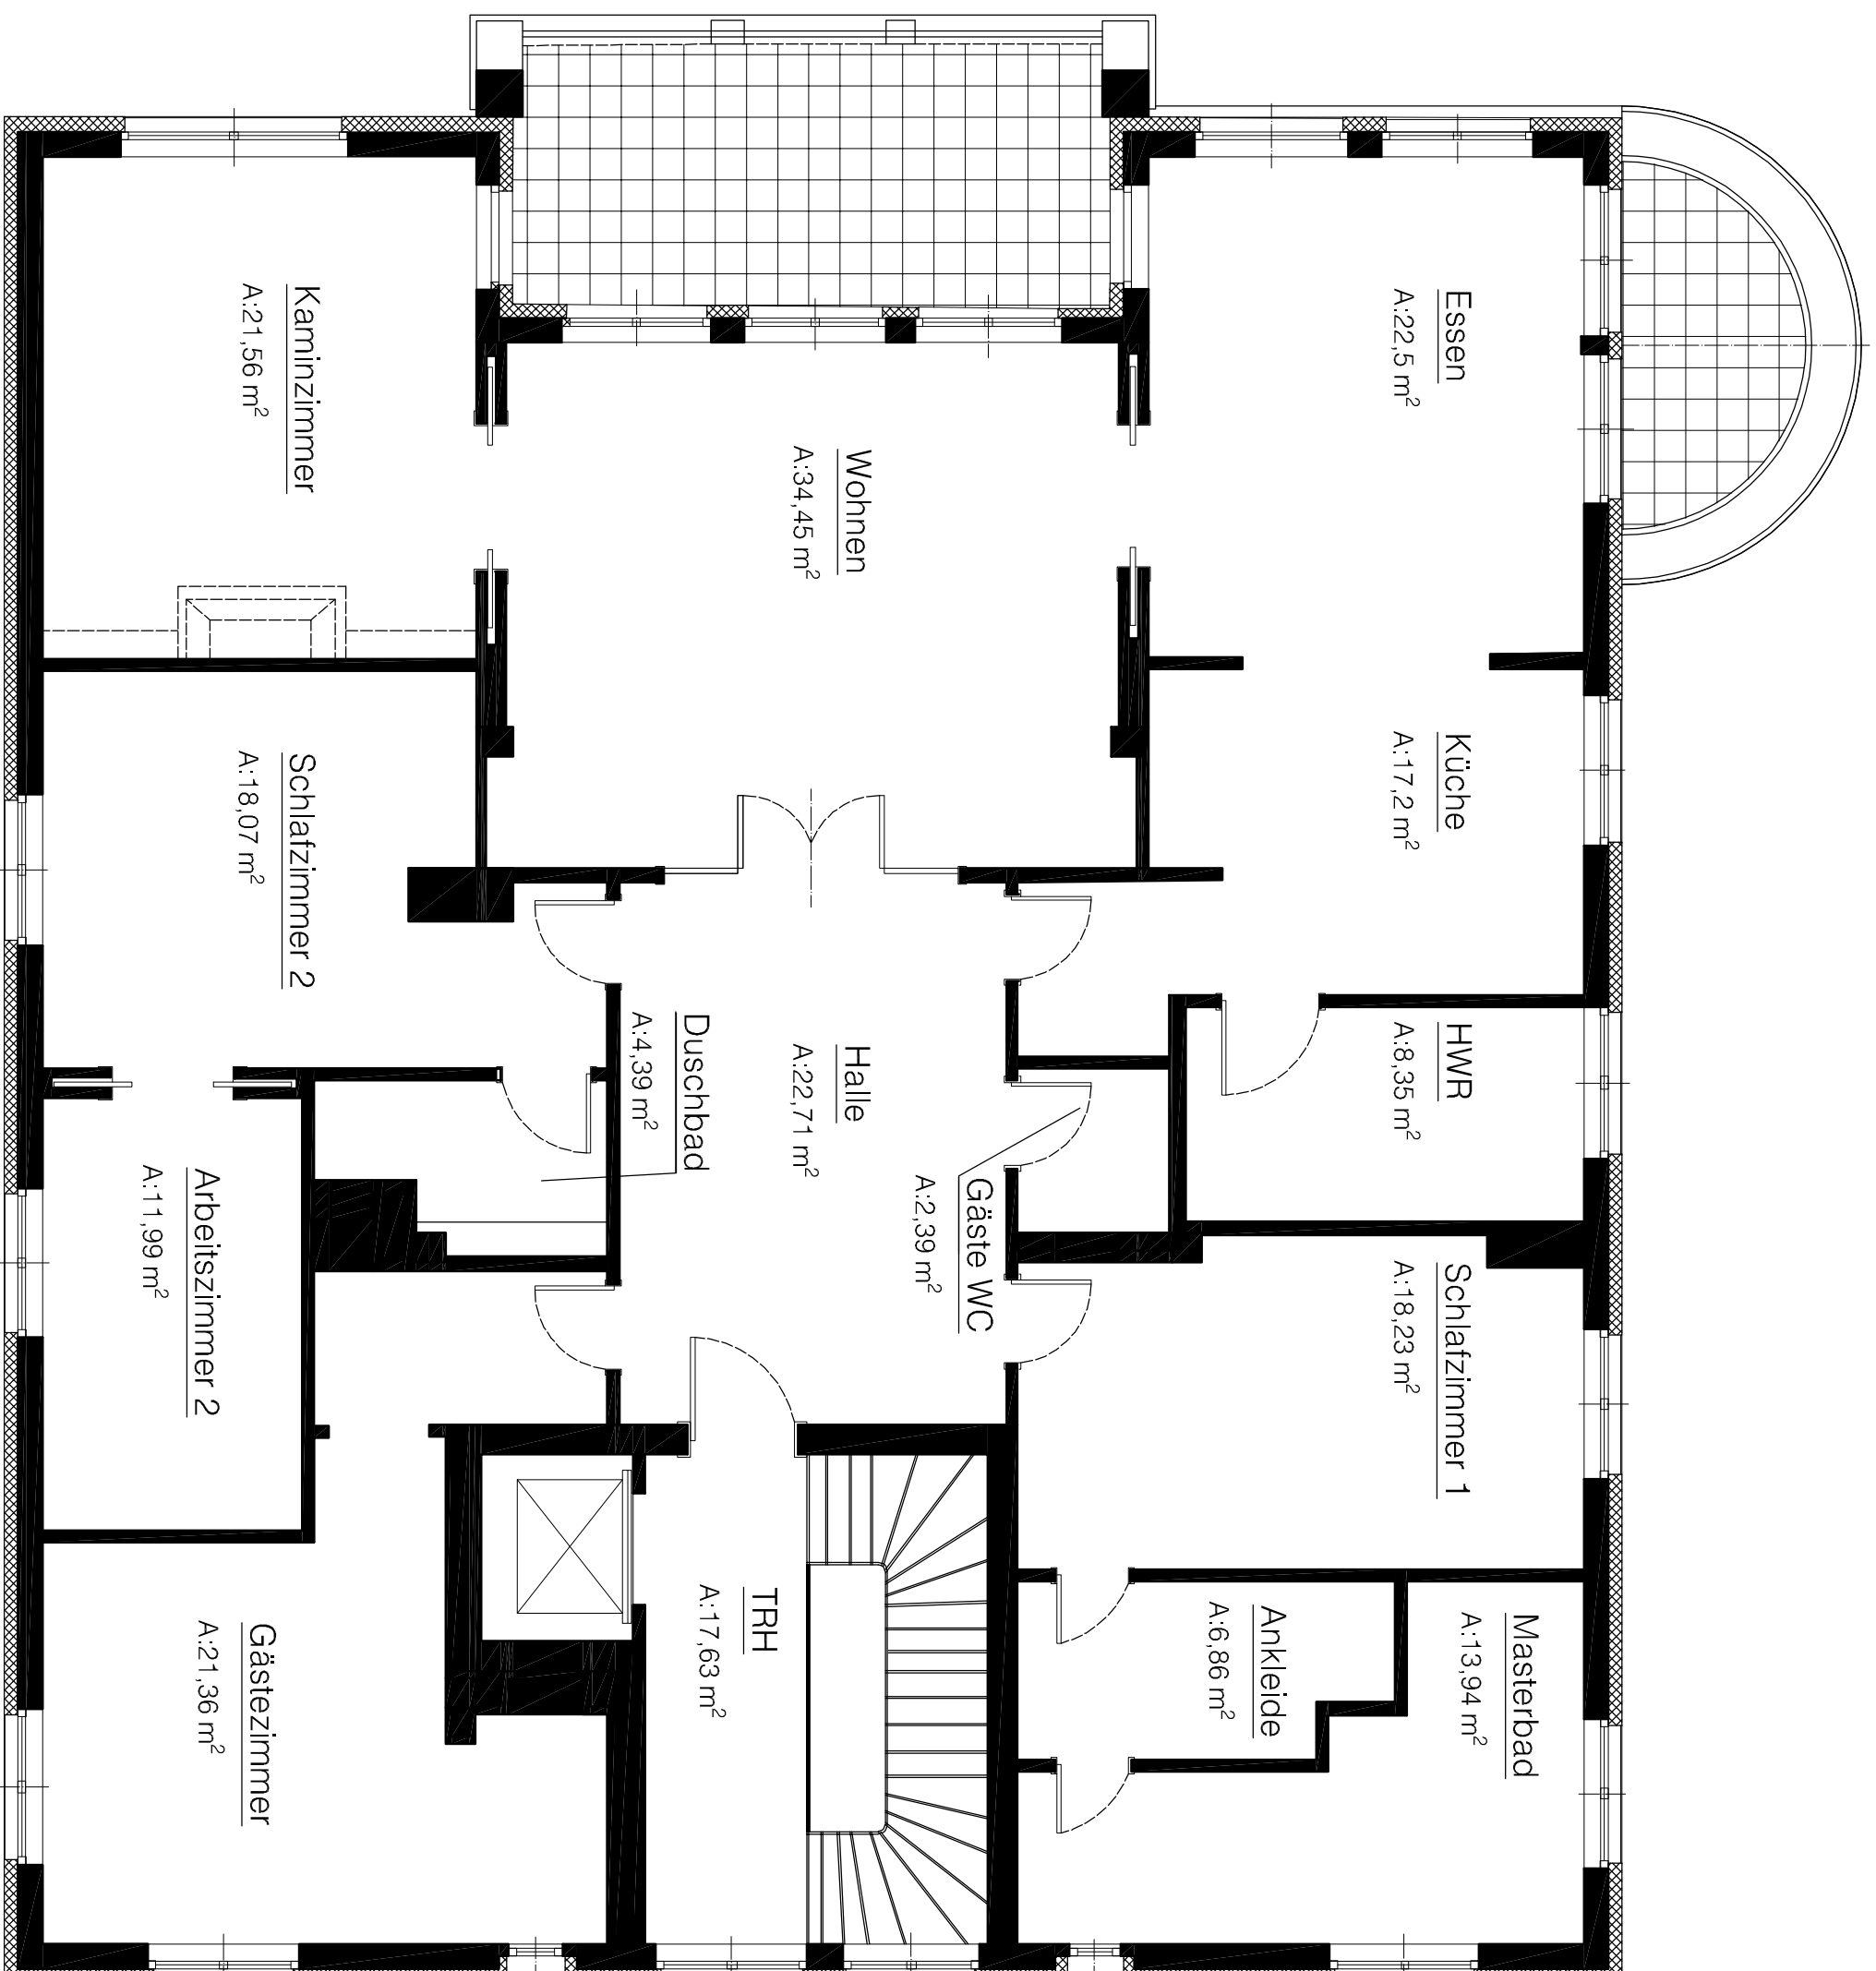 Essen
A:22,5 m²
Küche
A:17,2 m²
HWR
A:8,35 m²
Schlafzimmer 1
A:18,23 m²
Masterbad
A:13,94 m²
Ankleide
A:6,86 m²
Wohnen
A:34,45 m²
Halle
A:22,71 m²
Gäste WC
A:2,39 m²
Duschbad
A:4,39 m²
TRH
A:17,63 m²
Kaminzimmer
A:21,56 m²
Schlafzimmer 2
A:18,07 m²
Arbeitszimmer 2
A:11,99 m²
Gästezimmer
A:21,36 m²